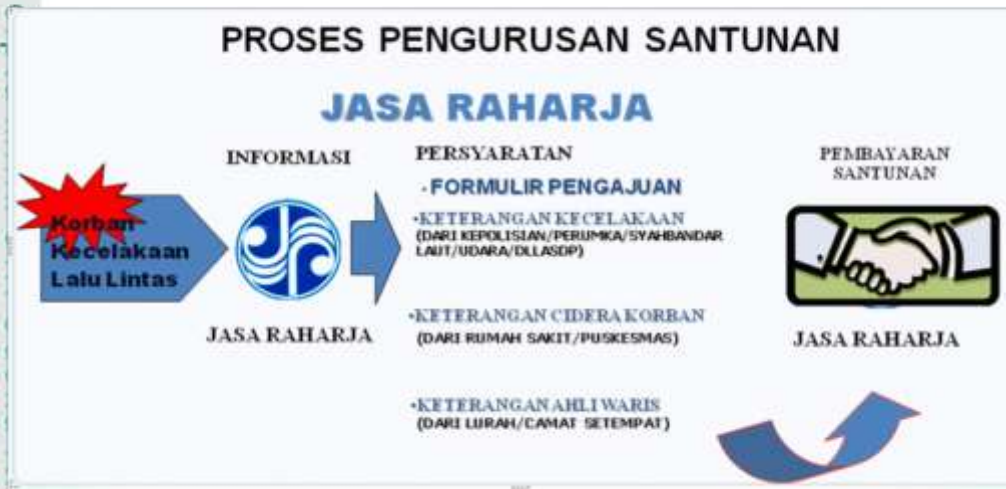 PROSES PENGURUSAN SANTUNAN
JASA RAHARJA
Korban
Kecelakaan
Lalu Lintas
INFORMASI
JASA RAHARJA
PERSYARATAN
- FORMULIR PENGAJUAN
•KETERANGAN KECELAKAAN
(DARI KEPOLISIAN/PERUMKA/SYAHBANDAR
LAUT/UDARA/DLLASDP)
•KETERANGAN CIDERA KORBAN
(DARI RUMAH SAKIT/PUSKESMAS)
•KETERANGAN AHLI WARIS
(DARI LURAH/CAMAT SETEMPAT)
PEMBAYARAN
SANTUNAN
JASA RAHARJA